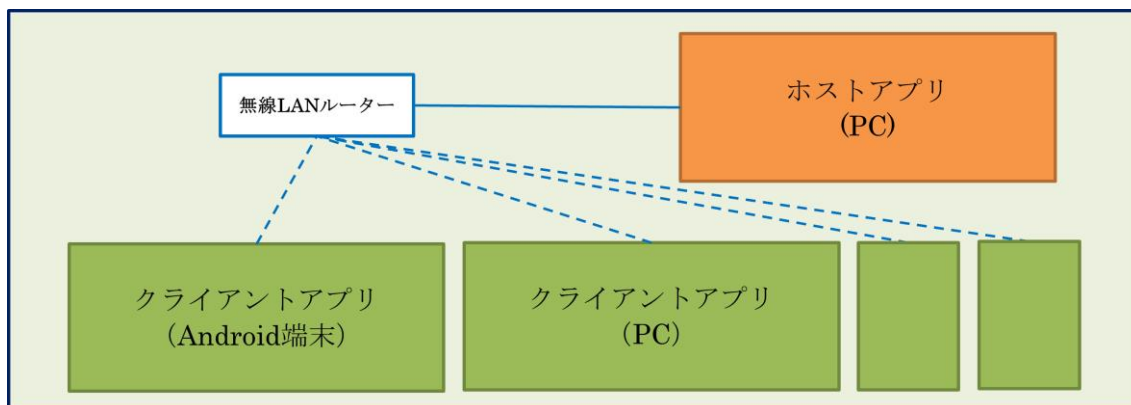 無線LANルーター
ホストアプリ
(PC)
クライアントアプリ
（Android端末）
クライアントアプリ
（PC）